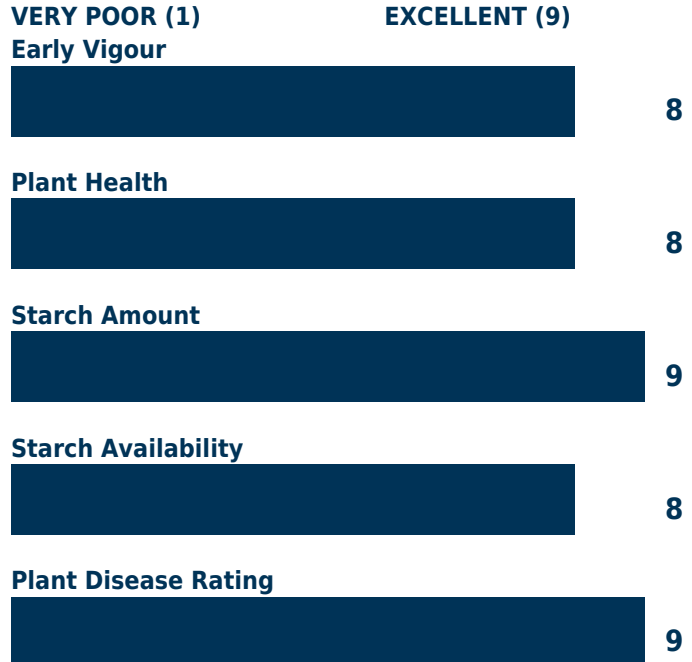 VERY POOR (1) EXCELLENT (9)
Early Vigour
8
Plant Health
8
Starch Amount
9
Starch Availability
8
Plant Disease Rating
9